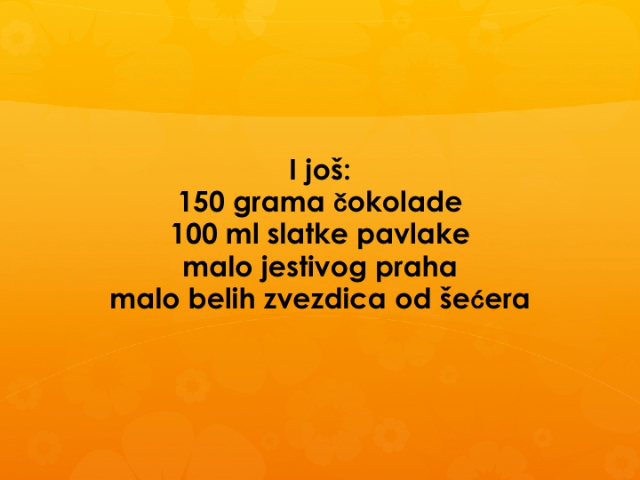 I još:
150 grama čokolade
100 ml slatke pavlake
malo jestivog praha
malo belih zvezdica od šećera